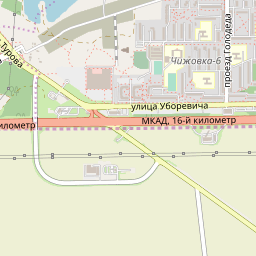 Турова
Чижовка-6
проезд Голодеда
улица Уборевича
МКАД, 16-й километр
километр